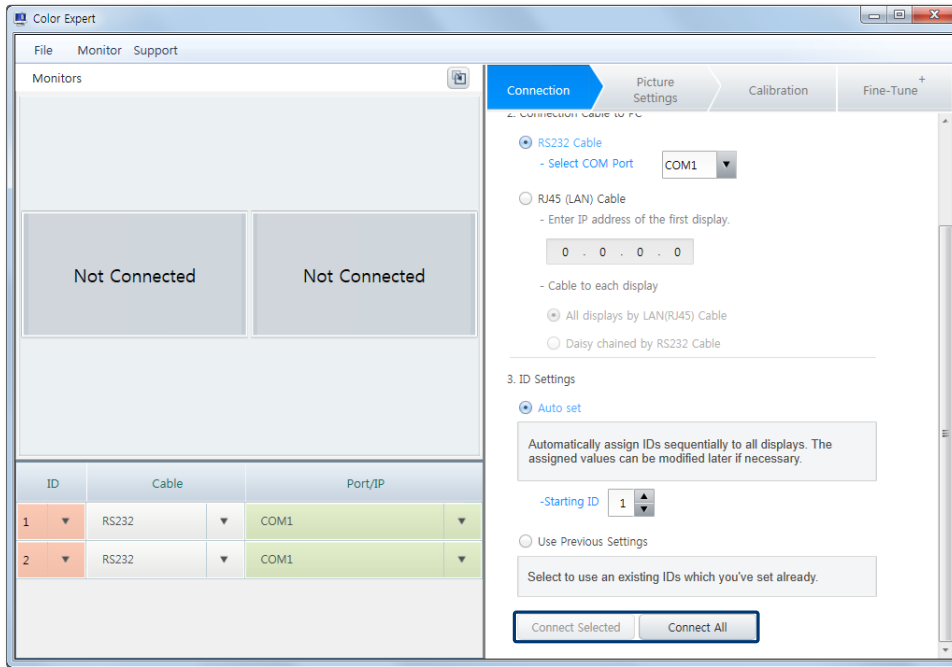 Color Expert
File Monitor Support
Monitors
Not Connected Not Connected
ID Cable Port/IP
1 RS232 COM1
2 RS232 COM1
Connection Picture Settings Calibration Fine-Tune +
2. Connection Cable to PC
RS232 Cable
- Select COM Port COM1
RJ45 (LAN) Cable
- Enter IP address of the first display.
0 . 0 . 0 . 0
- Cable to each display
All displays by LAN(RJ45) Cable
Daisy chained by RS232 Cable
3. ID Settings
Auto set
Automatically assign IDs sequentially to all displays. The
assigned values can be modified later if necessary.
-Starting ID 1
Use Previous Settings
Select to use an existing IDs which you've set already.
Connect Selected Connect All